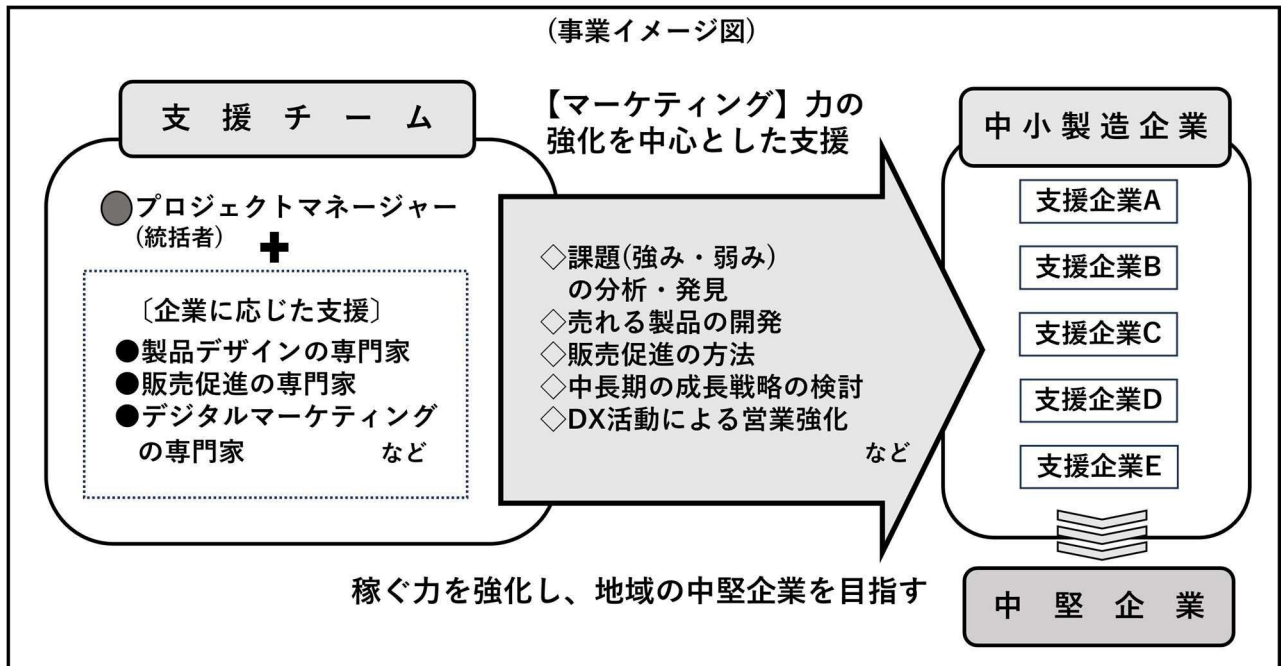 (事業イメージ図)
支援チーム
プロジェクトマネージャー
(統括者)
〔企業に応じた支援〕
●製品デザインの専門家
●販売促進の専門家
●デジタルマーケティング
の専門家 など
【マーケティング】力の
強化を中心とした支援
◇課題(強み・弱み)
の分析・発見
◇売れる製品の開発
◇販売促進の方法
◇中長期の成長戦略の検討
◇DX活動による営業強化
など
中小製造企業
支援企業A
支援企業B
支援企業C
支援企業D
支援企業E
稼ぐ力を強化し、地域の中堅企業を目指す
中堅企業